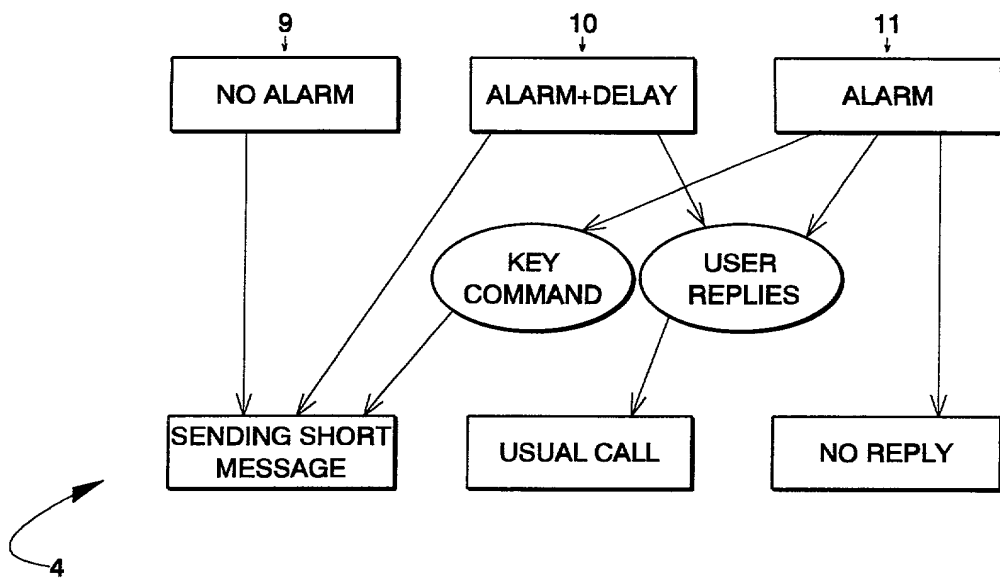 9
10
11
NO ALARM
ALARM+DELAY
ALARM
KEY
COMMAND
USER
REPLIES
SENDING SHORT
MESSAGE
USUAL CALL
NO REPLY
4